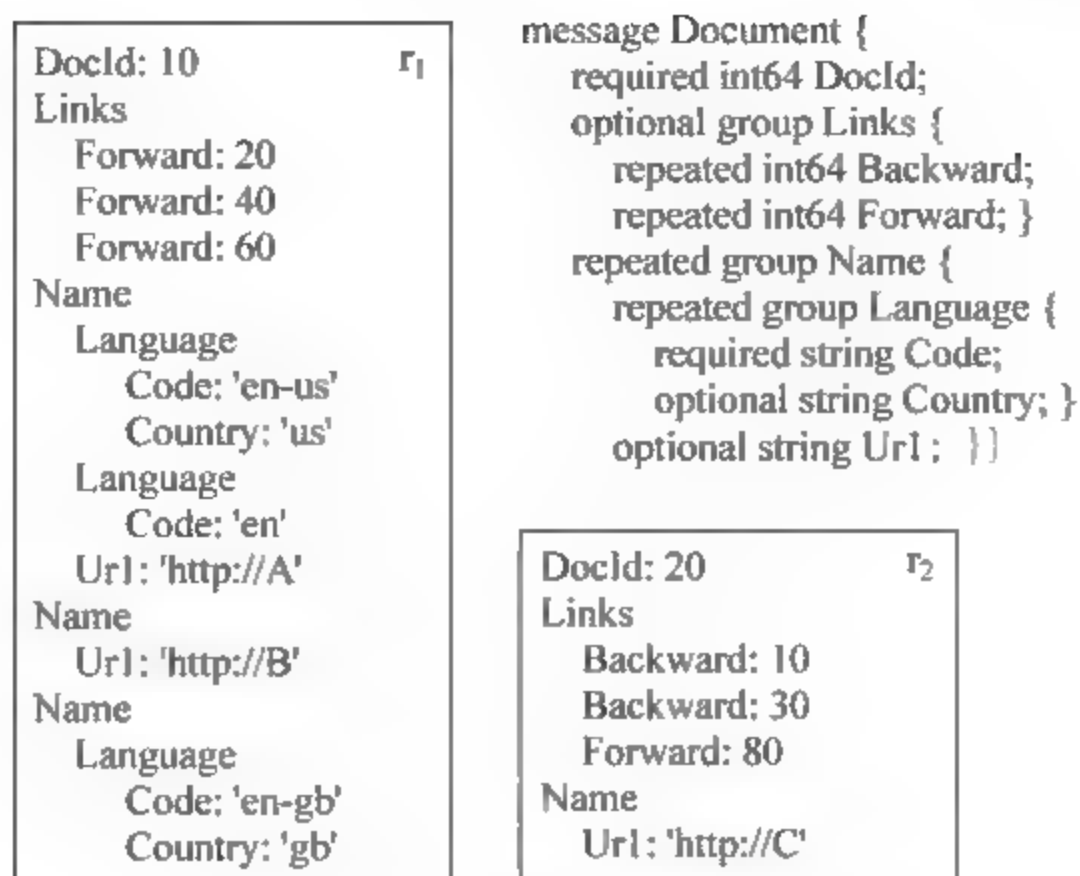 DocId: 10 r1
Links
Forward: 20
Forward: 40
Forward: 60
Name
Language
Code: 'en-us'
Country: 'us'
Language
Code: 'en'
Url: 'http://A'
Name
Url: 'http://B'
Name
Language
Code: 'en-gb'
Country: 'gb'
message Document {
required int64 DocId;
optional group Links {
repeated int64 Backward;
repeated int64 Forward; }
repeated group Name {
repeated group Language {
required string Code;
optional string Country; }
optional string Url; }}
DocId: 20 r2
Links
Backward: 10
Backward: 30
Forward: 80
Name
Url: 'http://C'